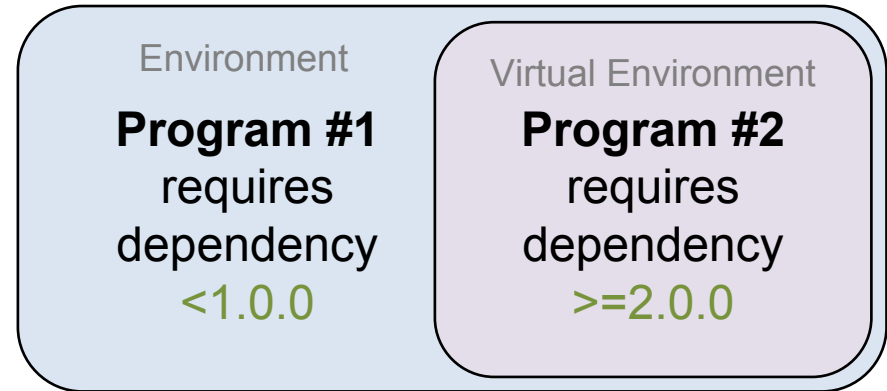 Environment
Program #1
requires
dependency
<1.0.0
Virtual Environment
Program #2
requires
dependency
>=2.0.0